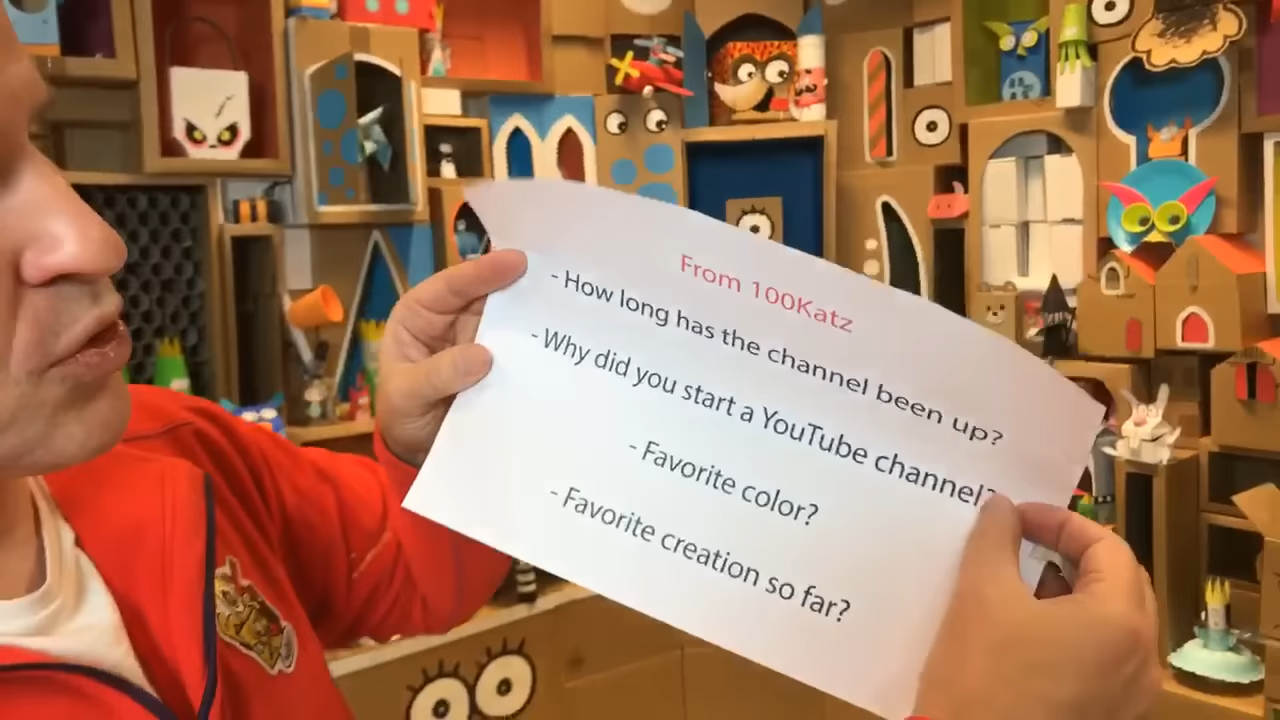 From 100Katz
- How long has the channel been up?
- Why did you start a YouTube channel?
- Favorite color?
- Favorite creation so far?